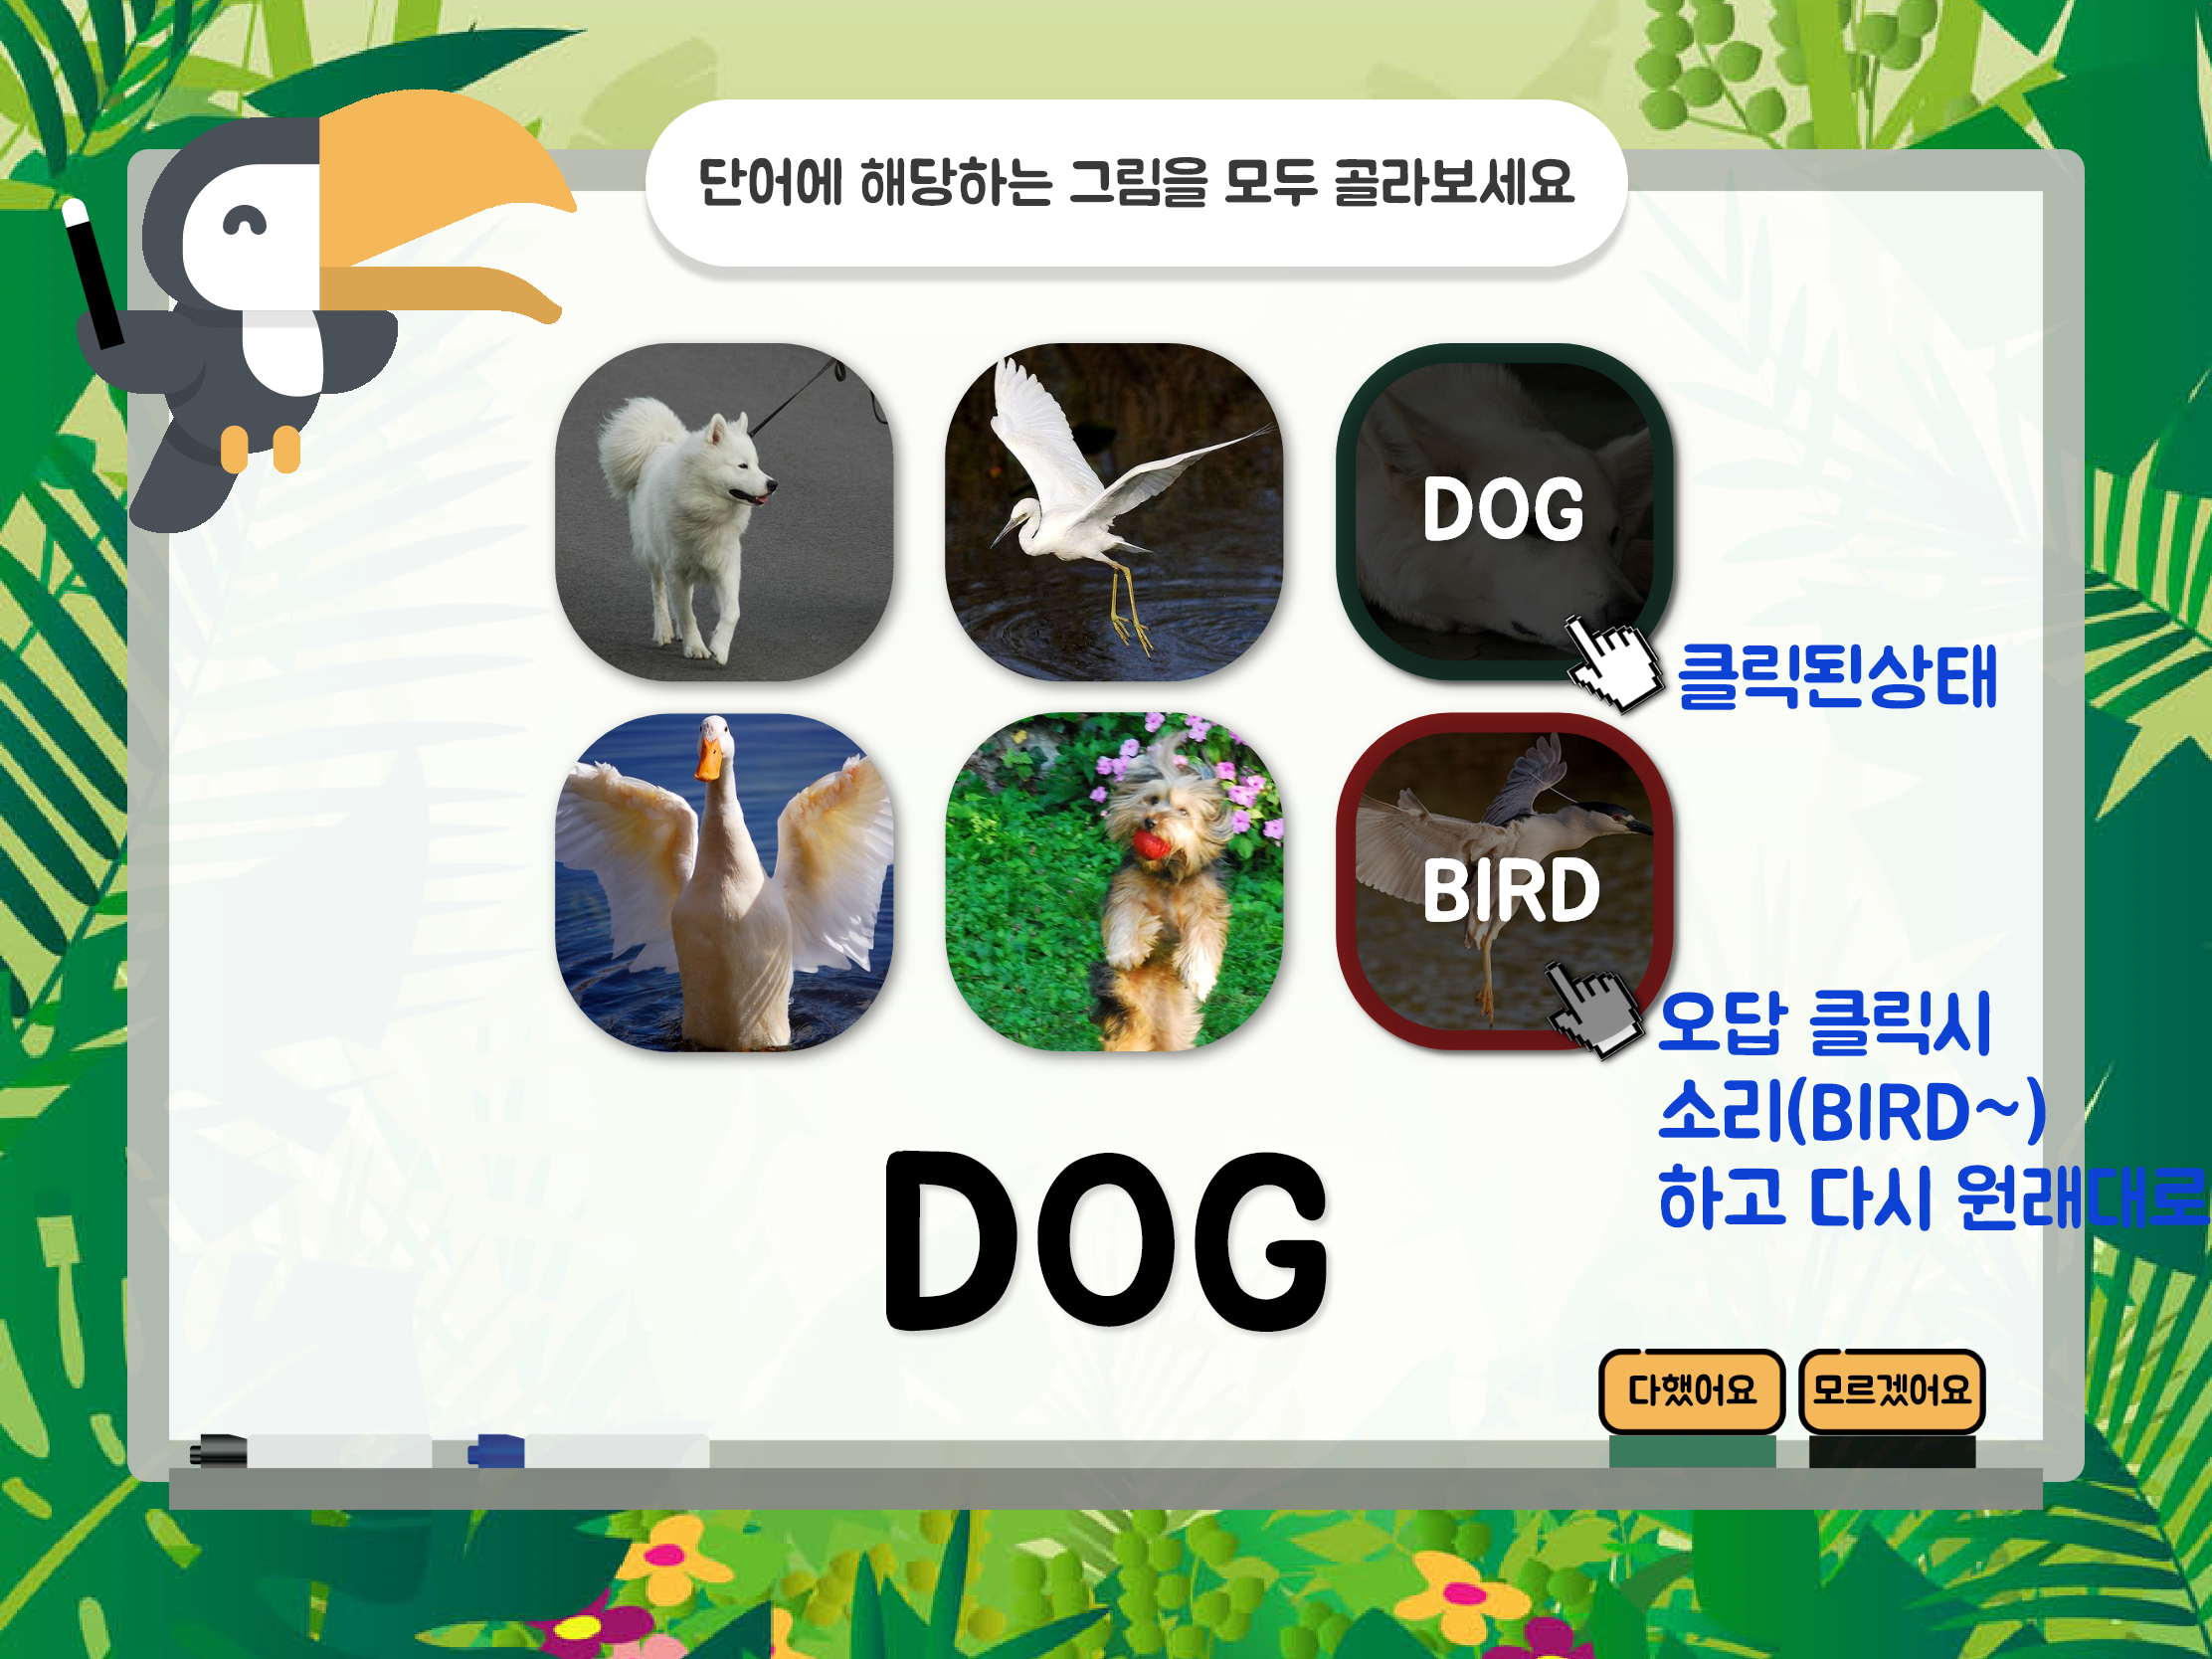 단어에 해당하는 그림을 모두 골라보세요
DOG
클릭된상태
BIRD
오답 클릭시
소리(BIRD~)
하고 다시 원래대로
DOG
다했어요
모르겠어요